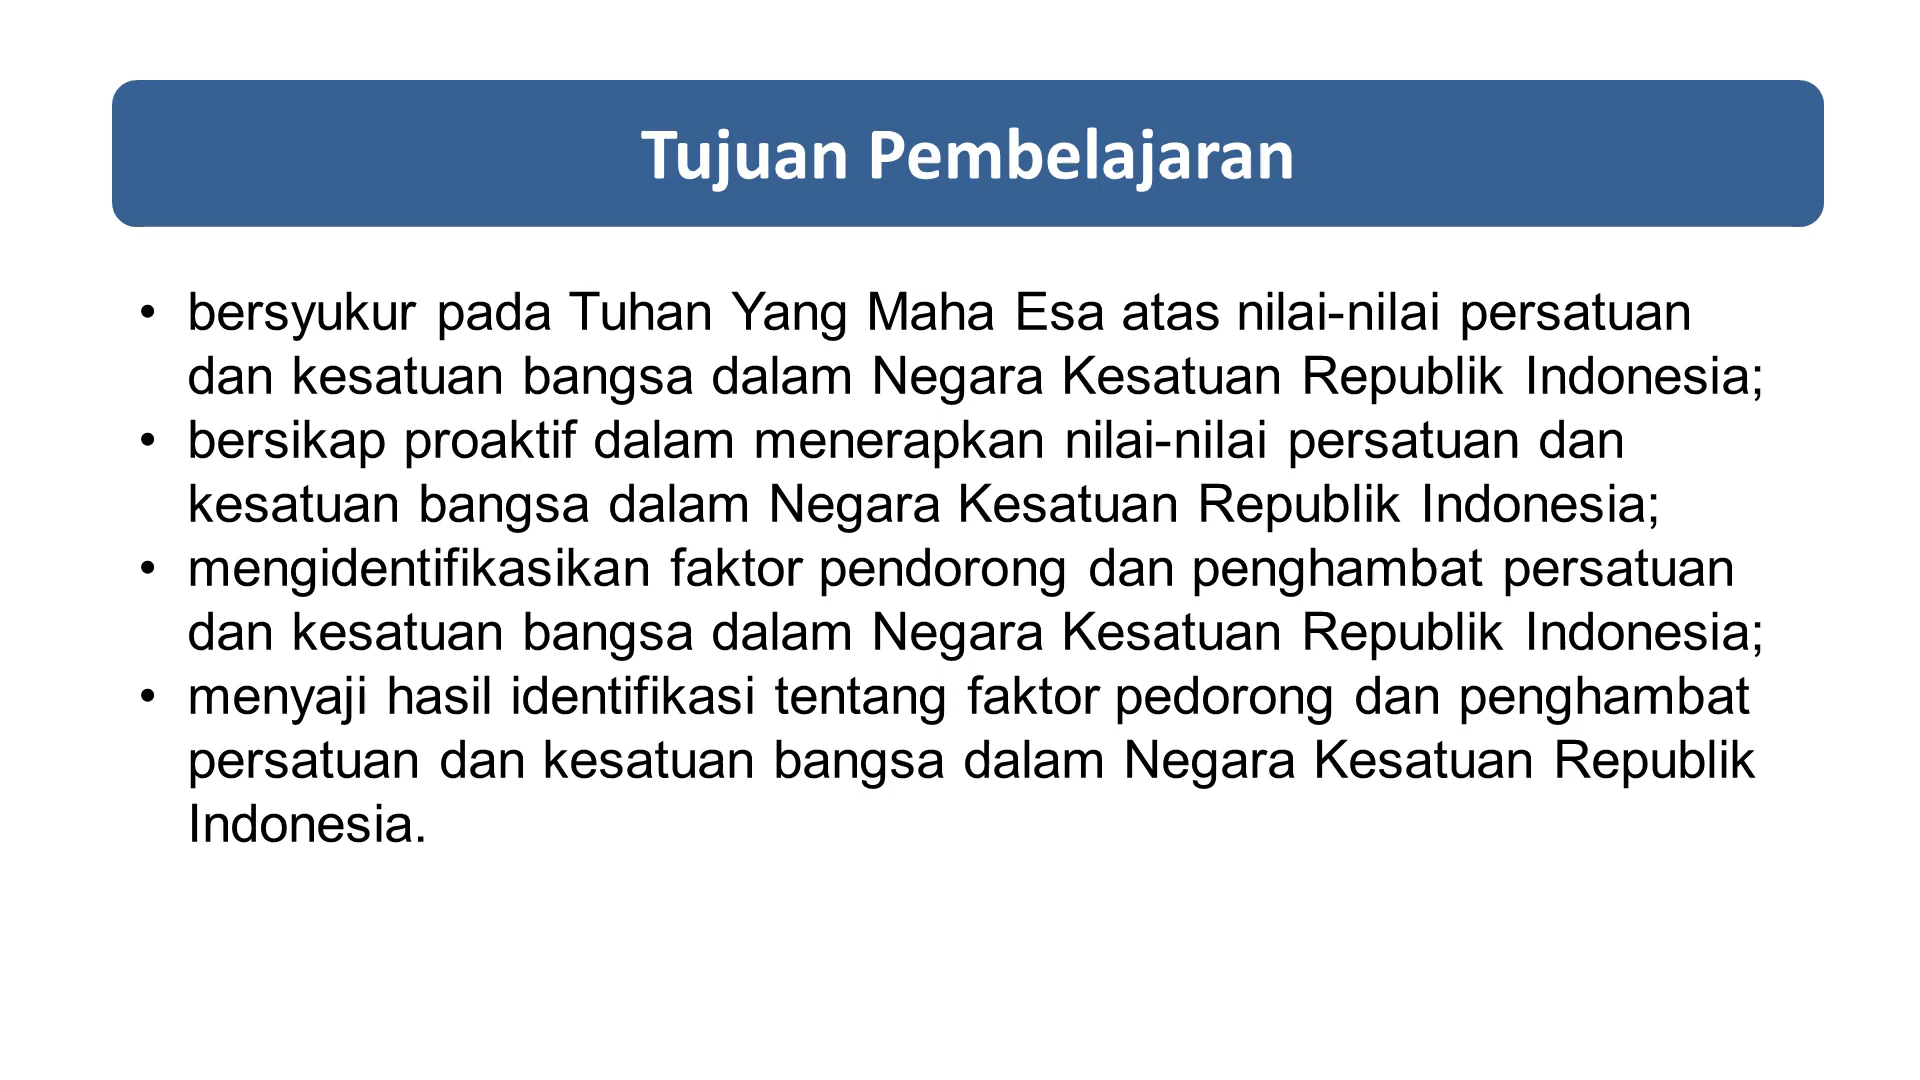 Tujuan Pembelajaran
• bersyukur pada Tuhan Yang Maha Esa atas nilai-nilai persatuan
dan kesatuan bangsa dalam Negara Kesatuan Republik Indonesia;
• bersikap proaktif dalam menerapkan nilai-nilai persatuan dan
kesatuan bangsa dalam Negara Kesatuan Republik Indonesia;
• mengidentifikasikan faktor pendorong dan penghambat persatuan
dan kesatuan bangsa dalam Negara Kesatuan Republik Indonesia;
• menyaji hasil identifikasi tentang faktor pedorong dan penghambat
persatuan dan kesatuan bangsa dalam Negara Kesatuan Republik
Indonesia.